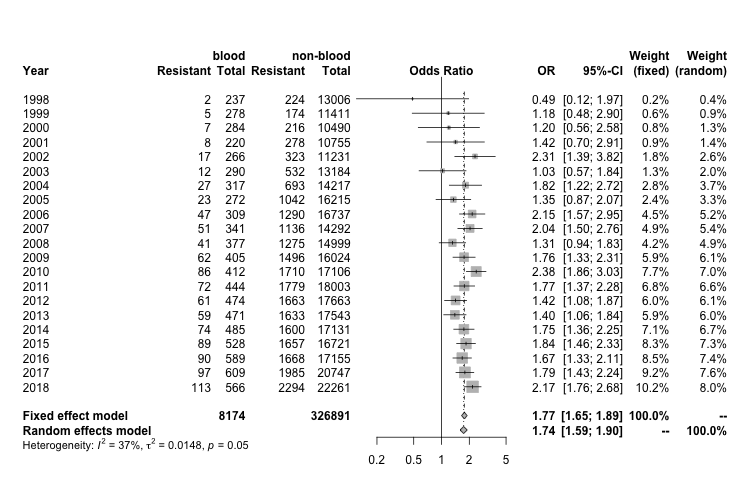 blood non-blood Weight Weight
Year Resistant Total Resistant Total Odds Ratio OR 95%-CI (fixed) (random)
1998 2 237 224 13006 0.49 [0.12; 1.97] 0.2% 0.4%
1999 5 278 174 11411 1.18 [0.48; 2.90] 0.6% 0.9%
2000 7 284 216 10490 1.20 [0.56; 2.58] 0.8% 1.3%
2001 8 220 278 10755 1.42 [0.70; 2.91] 0.9% 1.4%
2002 17 266 323 11231 2.31 [1.39; 3.82] 1.8% 2.6%
2003 12 290 532 13184 1.03 [0.57; 1.84] 1.3% 2.0%
2004 27 317 693 14217 1.82 [1.22; 2.72] 2.8% 3.7%
2005 23 272 1042 16215 1.35 [0.87; 2.07] 2.4% 3.4%
2006 47 309 1290 16737 2.15 [1.57; 2.95] 4.5% 5.2%
2007 51 341 1136 14292 2.04 [1.50; 2.76] 4.9% 5.4%
2008 41 377 1275 14999 1.31 [0.94; 1.83] 4.2% 4.9%
2009 62 405 1496 16024 1.76 [1.33; 2.31] 5.9% 6.1%
2010 86 412 1710 17106 2.38 [1.86; 3.03] 7.7% 7.0%
2011 72 444 1779 18003 1.77 [1.37; 2.28] 6.8% 6.6%
2012 61 474 1663 17663 1.42 [1.08; 1.87] 6.0% 6.1%
2013 59 471 1633 17543 1.40 [1.06; 1.84] 5.9% 6.0%
2014 74 485 1600 17131 1.75 [1.36; 2.25] 7.1% 6.7%
2015 89 528 1657 16721 1.84 [1.46; 2.33] 8.3% 7.3%
2016 90 589 1668 17155 1.67 [1.33; 2.11] 8.5% 7.4%
2017 97 609 1985 20747 1.79 [1.43; 2.24] 9.2% 7.6%
2018 113 566 2294 22261 2.17 [1.76; 2.68] 10.2% 8.0%
Fixed effect model 8174 326891 1.77 [1.65; 1.89] 100.0% --
Random effects model 1.74 [1.59; 1.90] -- 100.0%
Heterogeneity: I² = 37%, τ² = 0.0148, p = 0.05
0.2 0.5 1 2 5